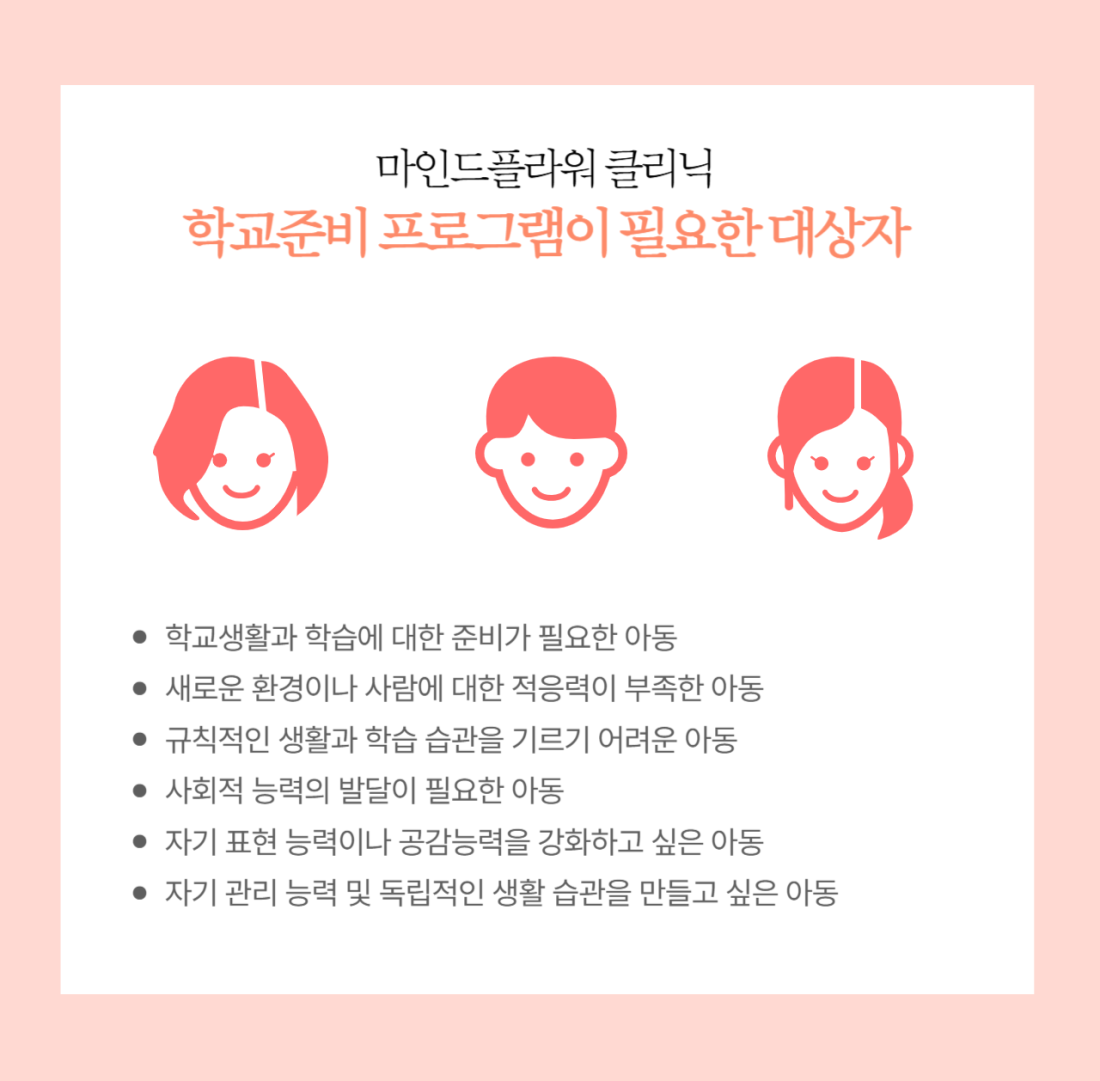 마인드플라워 클리닉
학교준비 프로그램이 필요한 대상자
● 학교생활과 학습에 대한 준비가 필요한 아동
● 새로운 환경이나 사람에 대한 적응력이 부족한 아동
● 규칙적인 생활과 학습 습관을 기르기 어려운 아동
● 사회적 능력의 발달이 필요한 아동
● 자기 표현 능력이나 공감능력을 강화하고 싶은 아동
● 자기 관리 능력 및 독립적인 생활 습관을 만들고 싶은 아동